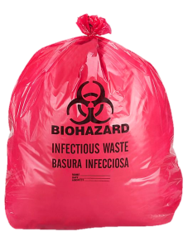 BIOHAZARD
INFECTIOUS WASTE
BASURA INFECCIOSA